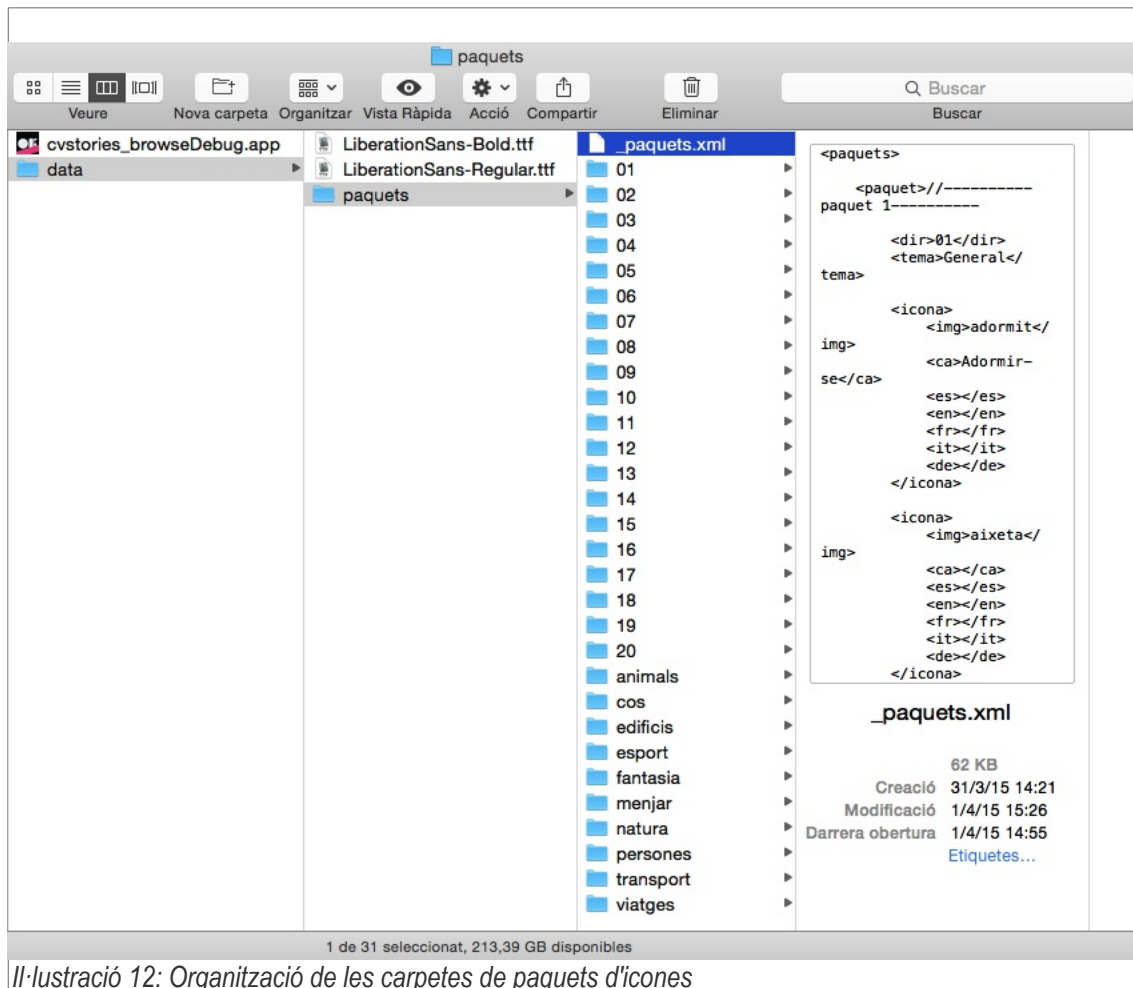 paquets
Veure Nova carpeta Organitzar Vista Ràpida Acció Compartir Eliminar Buscar
Buscar
cvstories_browseDebug.app
data
LiberationSans-Bold.ttf
LiberationSans-Regular.ttf
paquets
_paquets.xml
01
02
03
04
05
06
07
08
09
10
11
12
13
14
15
16
17
18
19
20
animals
cos
edificis
esport
fantasia
menjar
natura
persones
transport
viatges
<paquets>
<paquet>//----------
paquet 1----------
<dir>01</dir>
<tema>General</
tema>
<icona>
<img>adormit</
img>
<ca>Adormir-
se</ca>
<es></es>
<en></en>
<fr></fr>
<it></it>
<de></de>
</icona>
<icona>
<img>aixeta</
img>
<ca></ca>
<es></es>
<en></en>
<fr></fr>
<it></it>
<de></de>
</icona>
_paquets.xml
62 KB
Creació 31/3/15 14:21
Modificació 1/4/15 15:26
Darrera obertura 1/4/15 14:55
Etiquetes...
1 de 31 seleccionat, 213,39 GB disponibles
Il·lustració 12: Organització de les carpetes de paquets d'icones